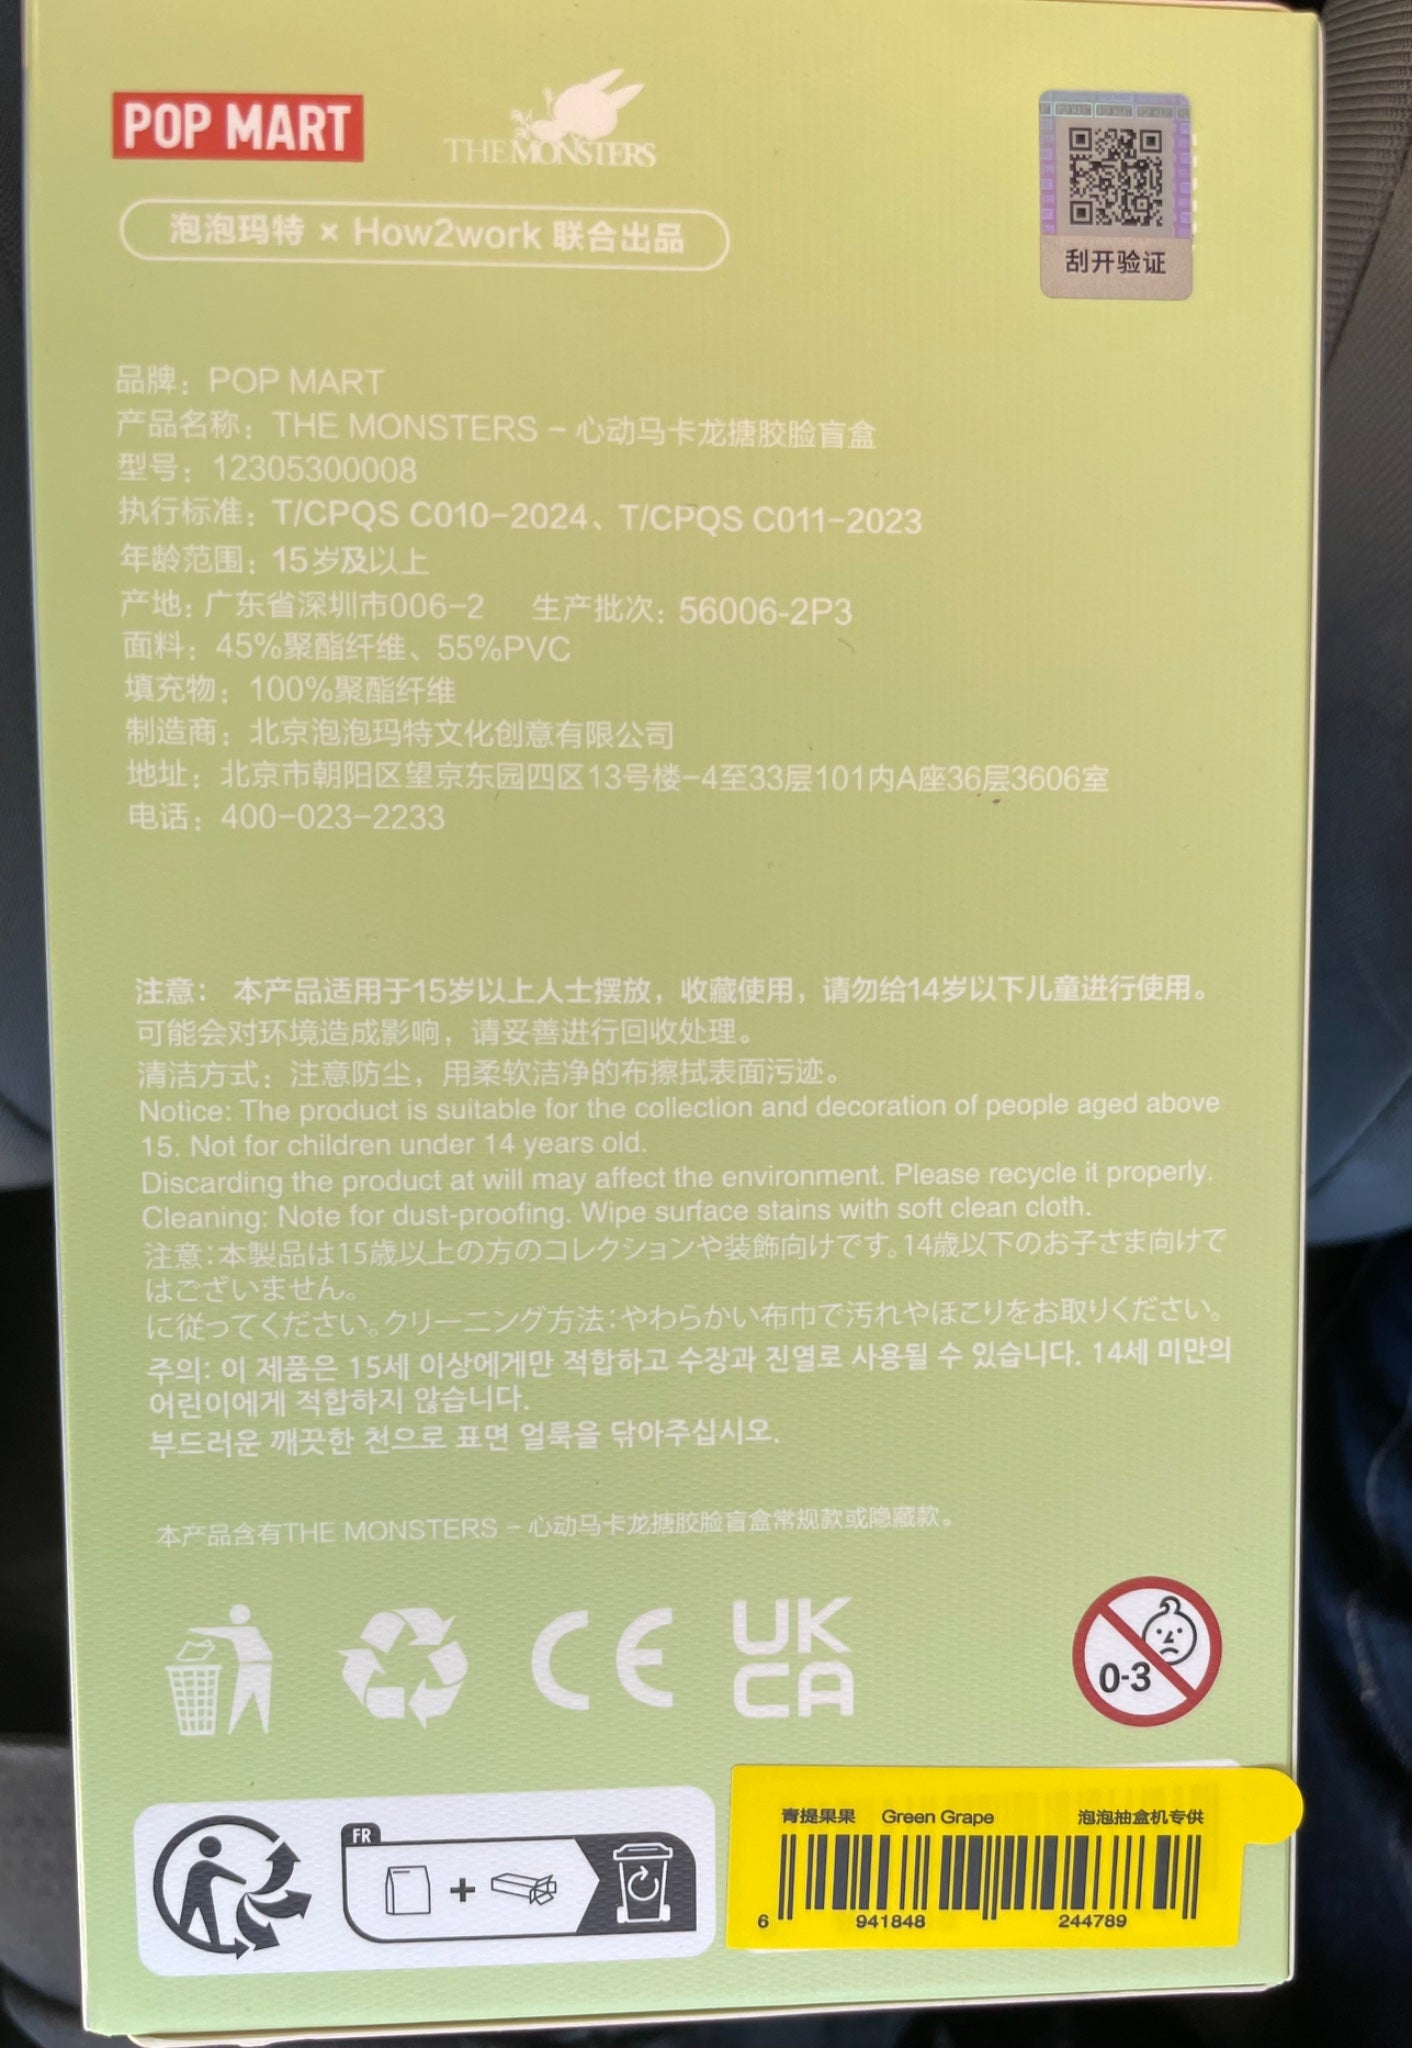 POP MART
THE MONSTERS
泡泡玛特 × How2work 联合出品
刮开验证
品牌：POP MART
产品名称：THE MONSTERS – 心动马卡龙搪胶脸盲盒
型号：12305300008
执行标准：T/CPQS C010-2024、T/CPQS C011-2023
年龄范围：15岁及以上
产地：广东省深圳市006-2 生产批次：56006-2P3
面料：45%聚酯纤维、55%PVC
填充物：100%聚酯纤维
制造商：北京泡泡玛特文化创意有限公司
地址：北京市朝阳区望京东园四区13号楼-4至33层101内A座36层3606室
电话：400-023-2233
注意：本产品适用于15岁以上人士摆放，收藏使用，请勿给14岁以下儿童进行使用。
可能会对环境造成影响，请妥善进行回收处理。
清洁方式：注意防尘，用柔软洁净的布擦拭表面污迹。
Notice: The product is suitable for the collection and decoration of people aged above
15. Not for children under 14 years old.
Discarding the product at will may affect the environment. Please recycle it properly.
Cleaning: Note for dust-proofing. Wipe surface stains with soft clean cloth.
注意：本製品は15歳以上の方のコレクションや装飾向けです。14歳以下のお子さま向けで
はございません。
に従ってください。クリーニング方法：やわらかい布巾で汚れやほこりをお取りください。
주의: 이 제품은 15세 이상에게만 적합하고 수장과 진열로 사용될 수 있습니다. 14세 미만의
어린이에게 적합하지 않습니다.
부드러운 깨끗한 천으로 표면 얼룩을 닦아주십시오.
本产品含有THE MONSTERS – 心动马卡龙搪胶脸盲盒常规款或隐藏款。
CE
UK
CA
0-3
FR
青提果果 Green Grape 泡泡抽盒机专供
6 941848 244789